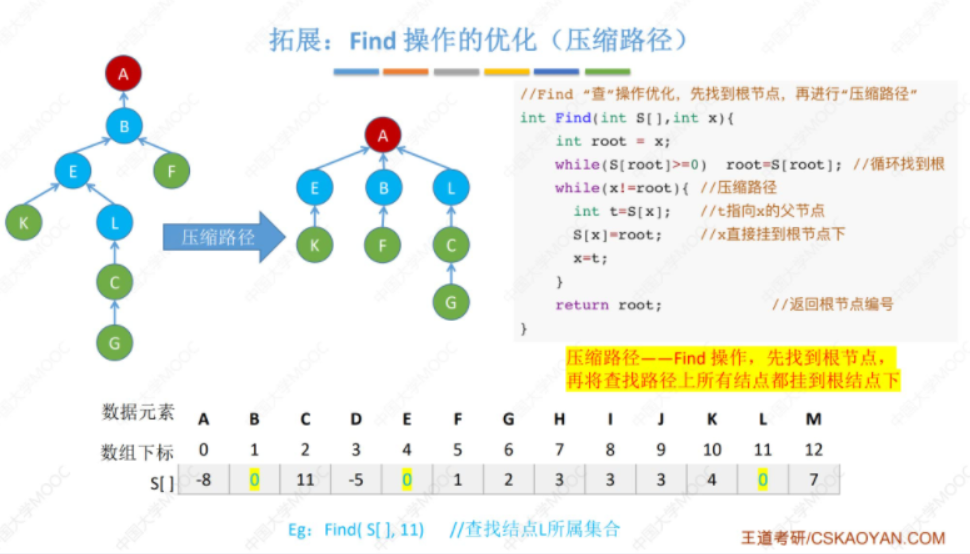 拓展：Find 操作的优化（压缩路径）
A
B
E
F
K
L
C
G
压缩路径
A
E
B
L
K
F
C
G
//Find “查”操作优化，先找到根节点，再进行“压缩路径”
int Find(int S[],int x){
int root = x;
while(S[root]>=0) root=S[root]; //循环找到根
while(x!=root){ //压缩路径
int t=S[x]; //t指向x的父节点
S[x]=root; //x直接挂到根节点下
x=t;
}
return root; //返回根节点编号
}
压缩路径——Find 操作，先找到根节点，
再将查找路径上所有结点都挂到根结点下
数据元素 A B C D E F G H I J K L M
数组下标 0 1 2 3 4 5 6 7 8 9 10 11 12
S[ ] -8 0 11 -5 0 1 2 3 3 3 4 0 7
Eg：Find( S[ ], 11) //查找结点L所属集合
王道考研/CSKAOYAN.COM
中国大学MOOC